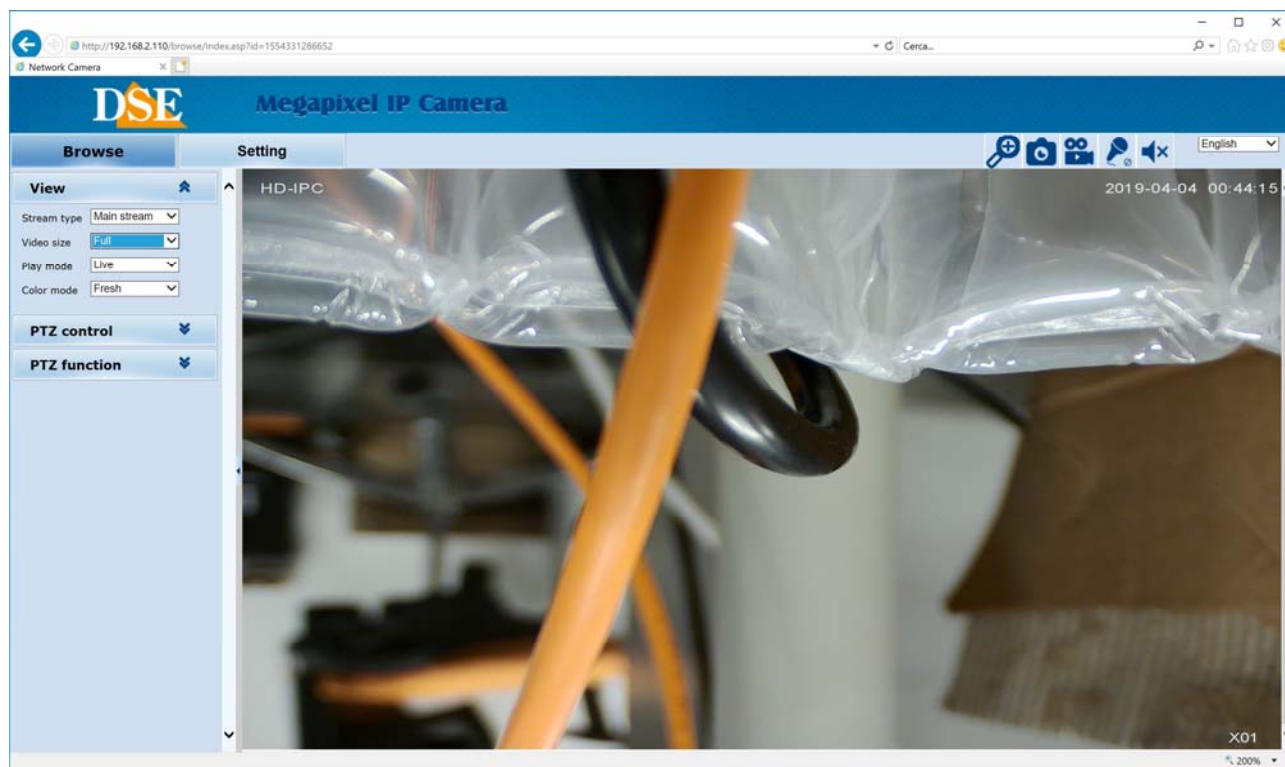 http://192.168.2.110/browse/index.asp?id=1554331286652
Cerca...
Network Camera
DSE
Megapixel IP Camera
Browse
Setting
English
View
Stream type Main stream
Video size Full
Play mode Live
Color mode Fresh
PTZ control
PTZ function
HD-IPC
2019-04-04 00:44:15
X01
200%